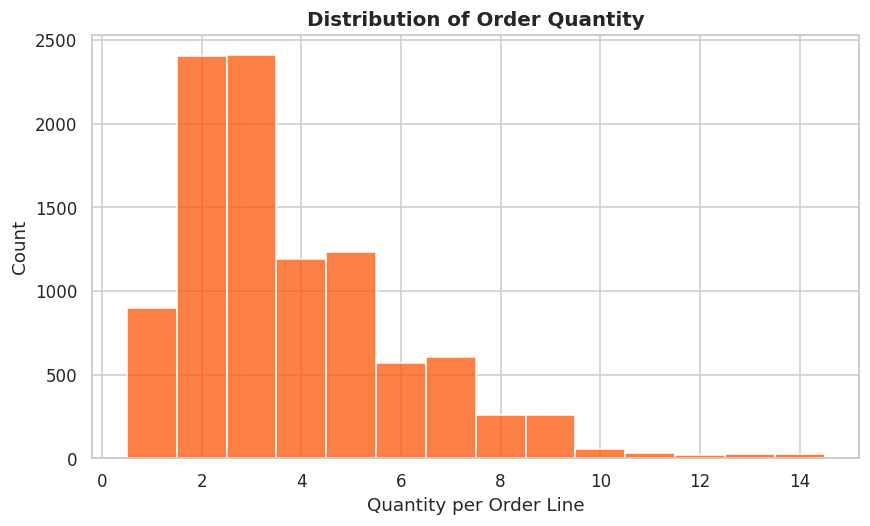 Distribution of Order Quantity
2500
2000
1500
1000
500
0
Count
0 2 4 6 8 10 12 14
Quantity per Order Line